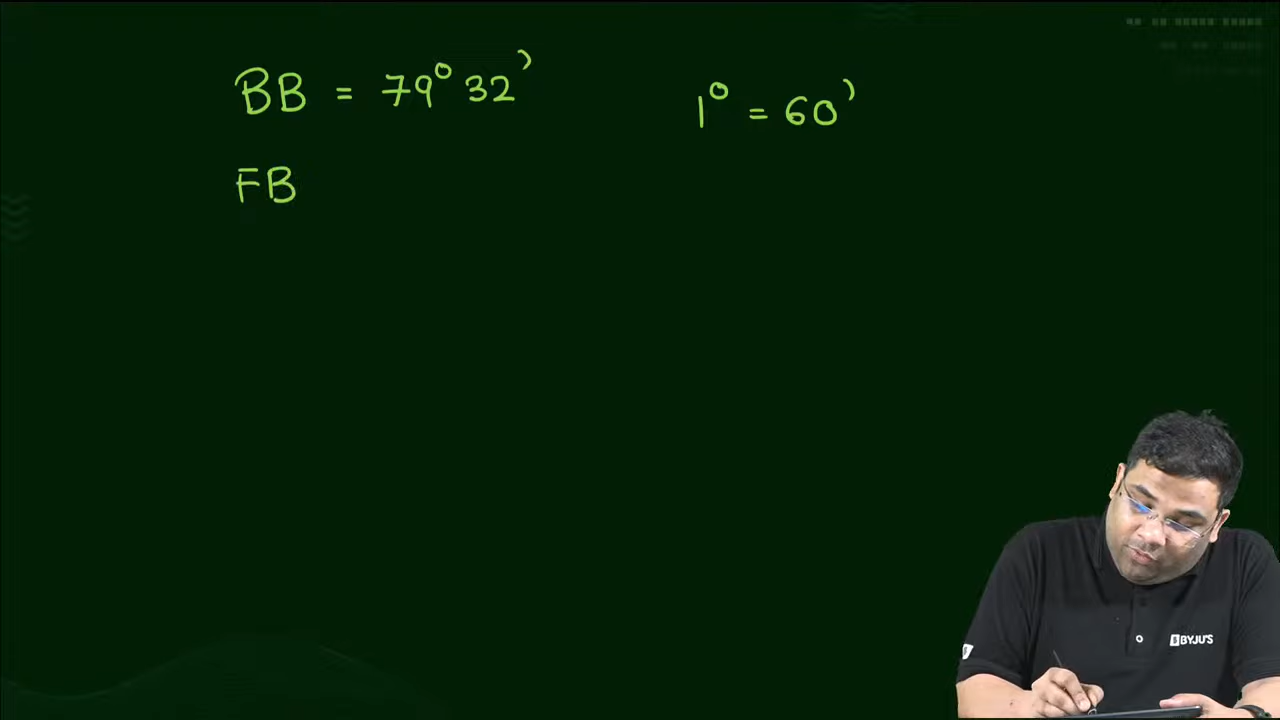 BB = 79° 32'
1° = 60'
FB
BYJU'S